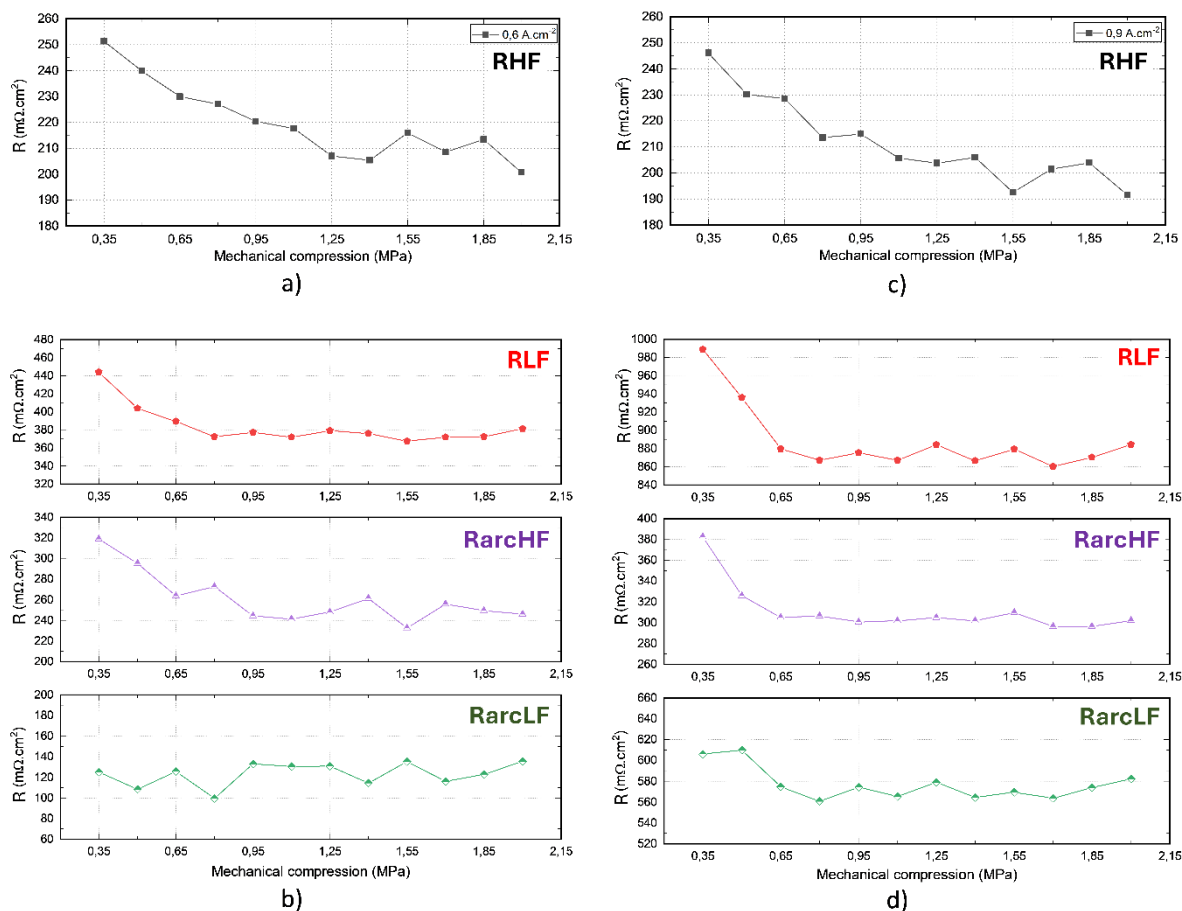 260
250
240
230
220
210
200
190
180
R (mΩ.cm²)
0,6 A.cm⁻²
RHF
0,35 0,65 0,95 1,25 1,55 1,85 2,15
Mechanical compression (MPa)
a)
260
250
240
230
220
210
200
190
180
R (mΩ.cm²)
0,9 A.cm⁻²
RHF
0,35 0,65 0,95 1,25 1,55 1,85 2,15
Mechanical compression (MPa)
c)
480
460
440
420
400
380
360
340
320
R (mΩ.cm²)
RLF
0,35 0,65 0,95 1,25 1,55 1,85 2,15
340
320
300
280
260
240
220
200
R (mΩ.cm²)
RarcHF
0,35 0,65 0,95 1,25 1,55 1,85 2,15
200
180
160
140
120
100
80
60
R (mΩ.cm²)
RarcLF
0,35 0,65 0,95 1,25 1,55 1,85 2,15
Mechanical compression (MPa)
b)
1000
980
960
940
920
900
880
860
840
R (mΩ.cm²)
RLF
0,35 0,65 0,95 1,25 1,55 1,85 2,15
400
380
360
340
320
300
280
260
R (mΩ.cm²)
RarcHF
0,35 0,65 0,95 1,25 1,55 1,85 2,15
660
640
620
600
580
560
540
520
R (mΩ.cm²)
RarcLF
0,35 0,65 0,95 1,25 1,55 1,85 2,15
Mechanical compression (MPa)
d)